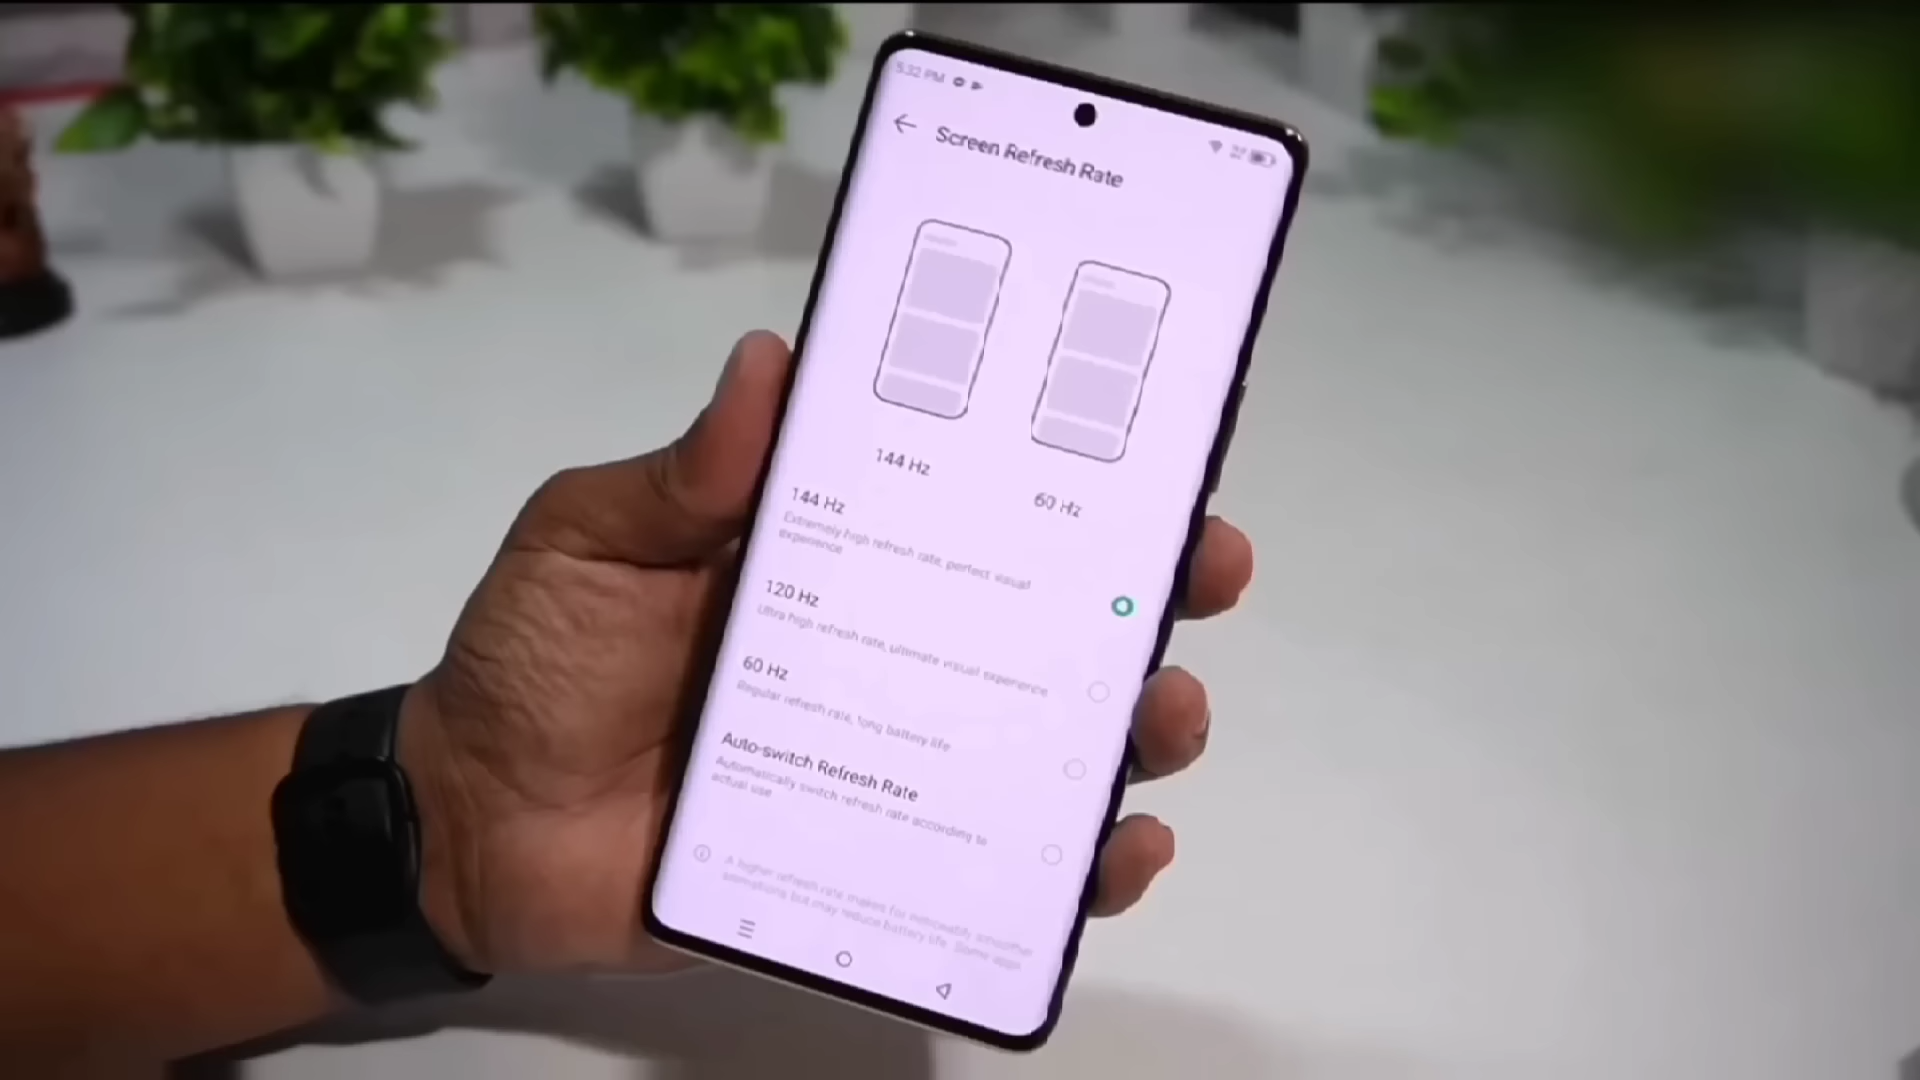 5:32 PM
Screen Refresh Rate
144 Hz
60 Hz
144 Hz
Extremely high refresh rate, perfect visual
experience
120 Hz
Ultra high refresh rate, ultimate visual experience
60 Hz
Regular refresh rate, long battery life
Auto-switch Refresh Rate
Automatically switch refresh rate according to
actual use
A higher refresh rate makes for noticeably smoother
animations but may reduce battery life. Some apps